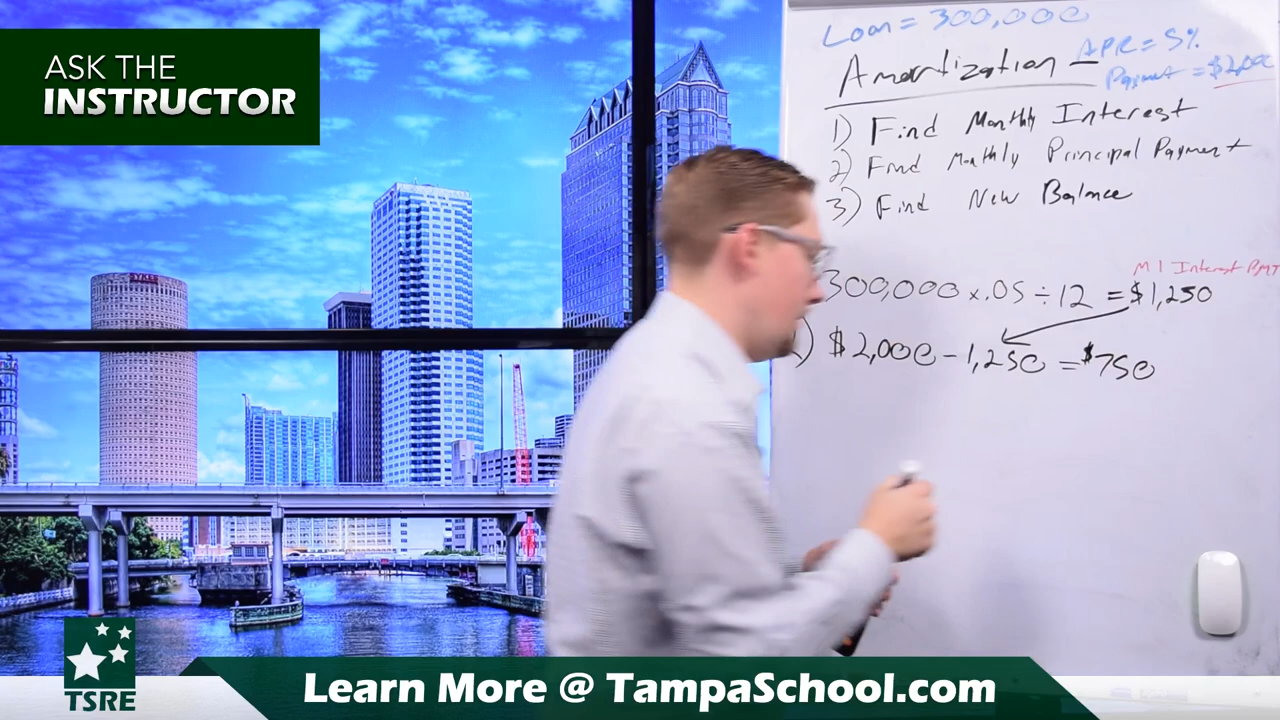 ASK THE
INSTRUCTOR
Loan = 300,000
Amortization -
APR = 5%
Payment = $2,000
1) Find Monthly Interest
2) Find Monthly Principal Payment
3) Find New Balance
M1 Interest PMT
300,000 x .05 ÷ 12 = $1,250
) $2,000 - 1,250 = $750
SYKES
TSRE
Learn More @ TampaSchool.com